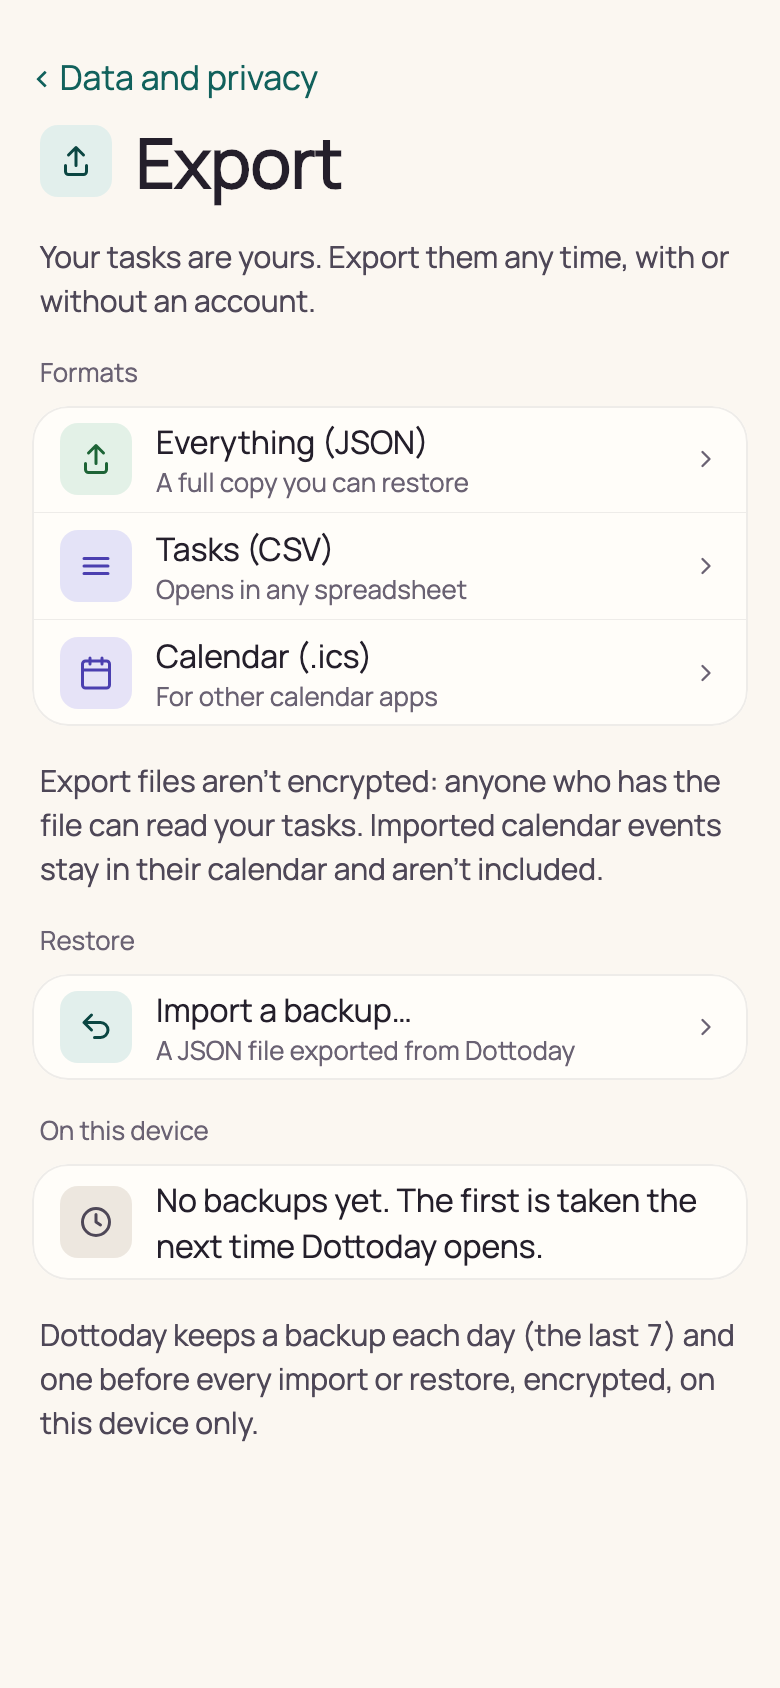 Data and privacy
Export
Your tasks are yours. Export them any time, with or
without an account.
Formats
Everything (JSON)
A full copy you can restore
Tasks (CSV)
Opens in any spreadsheet
Calendar (.ics)
For other calendar apps
Export files aren’t encrypted: anyone who has the
file can read your tasks. Imported calendar events
stay in their calendar and aren’t included.
Restore
Import a backup…
A JSON file exported from Dottoday
On this device
No backups yet. The first is taken the
next time Dottoday opens.
Dottoday keeps a backup each day (the last 7) and
one before every import or restore, encrypted, on
this device only.